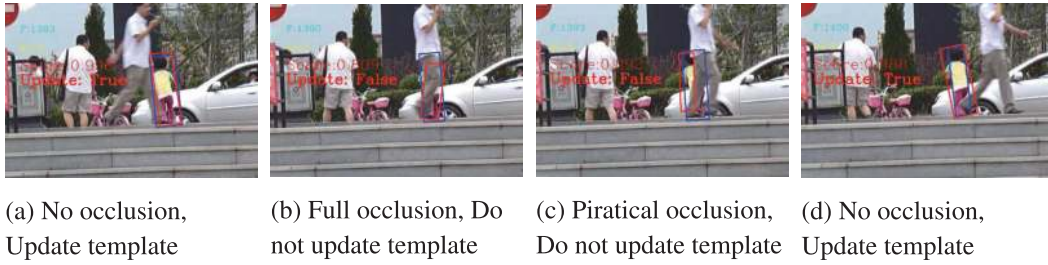 Update: True
Update: False
Update: False
Update: True
(a) No occlusion,
Update template
(b) Full occlusion, Do
not update template
(c) Piratical occlusion,
Do not update template
(d) No occlusion,
Update template